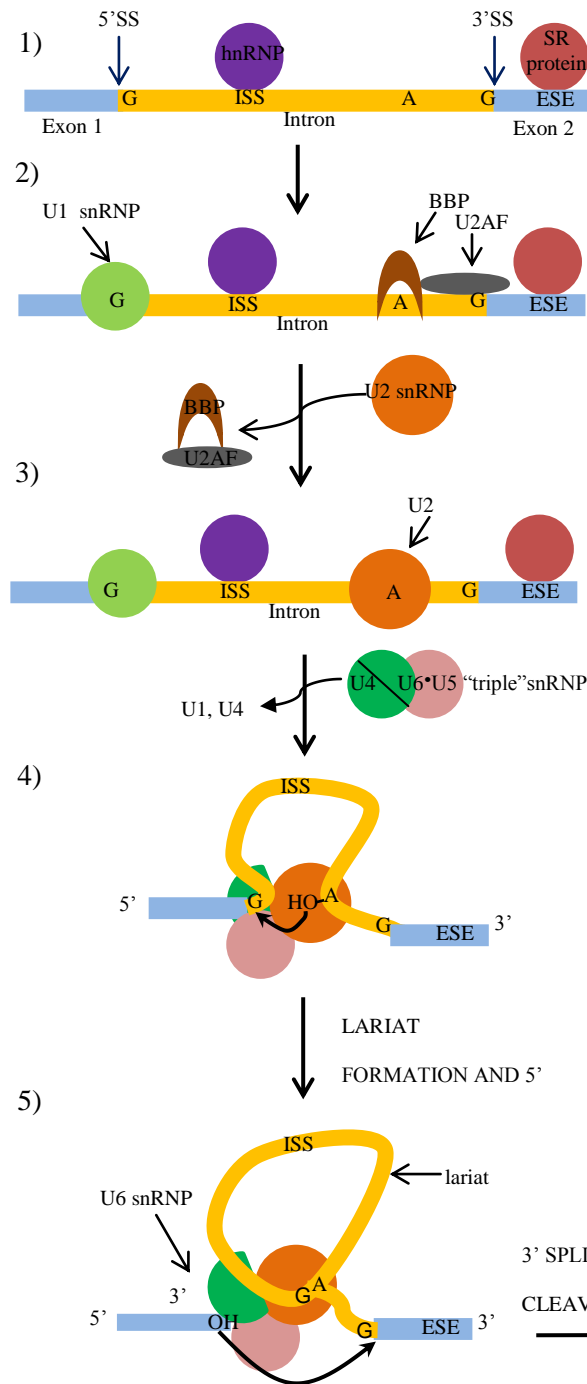 5'SS
3'SS
1)
hnRNP
SR
protein
G
ISS
A
G
ESE
Exon 1
Intron
Exon 2
2)
U1 snRNP
BBP
U2AF
G
ISS
A
G
ESE
Intron
BBP
U2AF
U2 snRNP
3)
U2
G
ISS
A
G
ESE
Intron
U4
U6•U5 “triple”snRNP
U1, U4
4)
ISS
5’
G
HO
A
G
ESE
3’
LARIAT
FORMATION AND 5’
5)
ISS
lariat
U6 snRNP
3’
G
A
5’
OH
G
ESE
3’
3’ SPLI
CLEAV